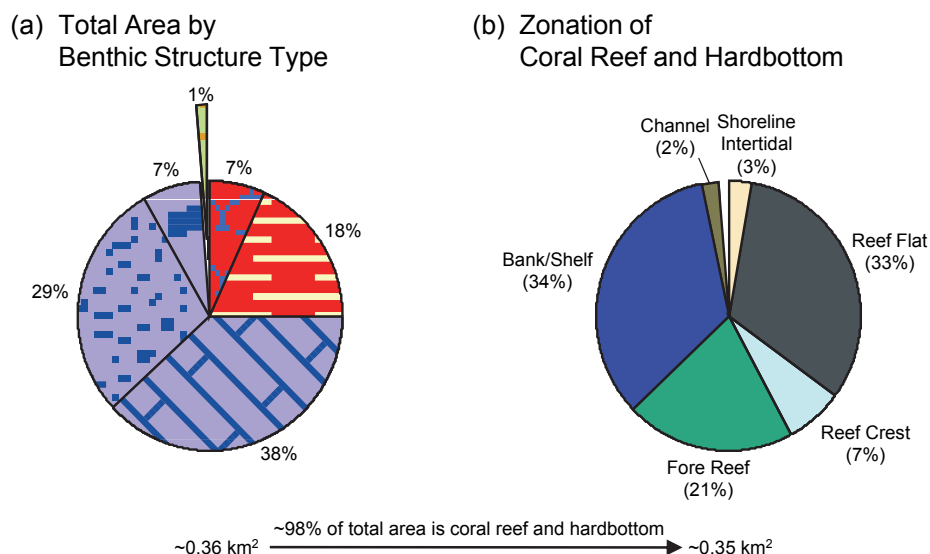 (a) Total Area by
Benthic Structure Type
1%
7%
7%
18%
29%
38%
(b) Zonation of
Coral Reef and Hardbottom
Channel
(2%)
Shoreline
Intertidal
(3%)
Reef Flat
(33%)
Bank/Shelf
(34%)
Reef Crest
(7%)
Fore Reef
(21%)
~98% of total area is coral reef and hardbottom
~0.36 km²
~0.35 km²